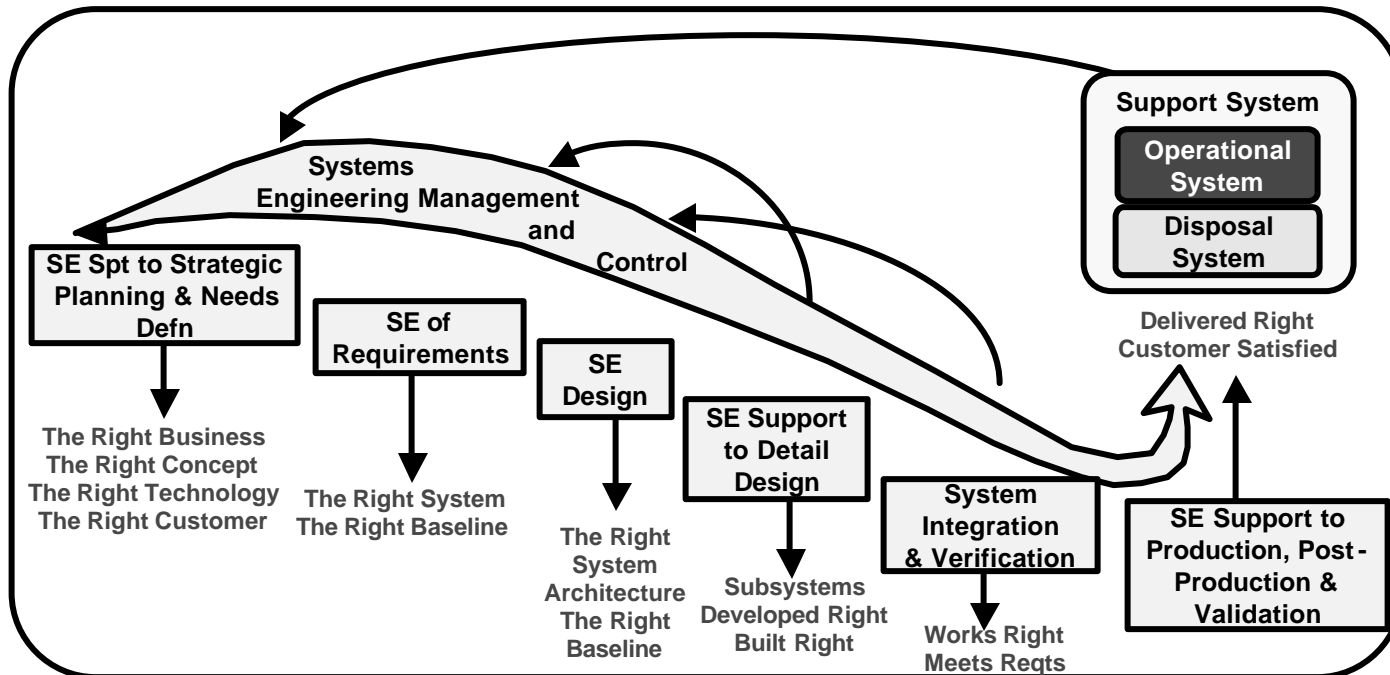 Support System
Operational
System
Disposal
System
Systems
Engineering Management
and
Control
SE Spt to Strategic
Planning & Needs
Defn
The Right Business
The Right Concept
The Right Technology
The Right Customer
SE of
Requirements
The Right System
The Right Baseline
SE
Design
The Right
System
Architecture
The Right
Baseline
SE Support
to Detail
Design
Subsystems
Developed Right
Built Right
System
Integration
& Verification
Works Right
Meets Reqts
Delivered Right
Customer Satisfied
SE Support to
Production, Post-
Production &
Validation